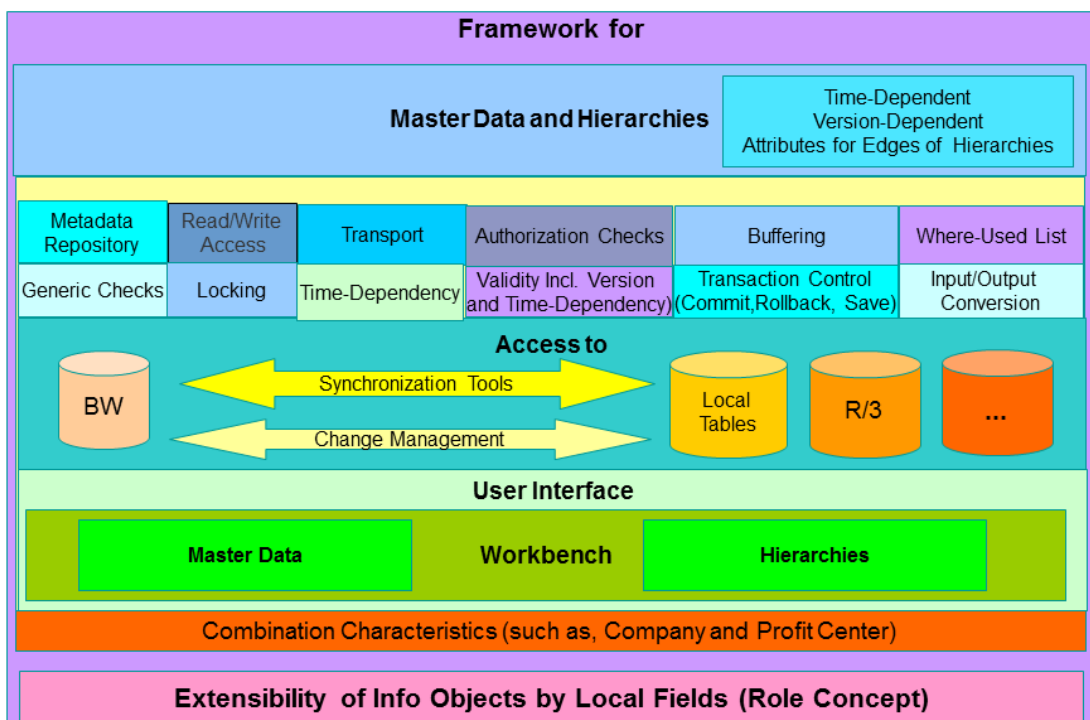 Framework for
Master Data and Hierarchies
Time-Dependent
Version-Dependent
Attributes for Edges of Hierarchies
Metadata
Repository
Read/Write
Access
Transport
Authorization Checks
Buffering
Where-Used List
Generic Checks
Locking
Time-Dependency
Validity Incl. Version
and Time-Dependency)
Transaction Control
(Commit,Rollback, Save)
Input/Output
Conversion
Access to
BW
Synchronization Tools
Change Management
Local
Tables
R/3
...
User Interface
Master Data
Workbench
Hierarchies
Combination Characteristics (such as, Company and Profit Center)
Extensibility of Info Objects by Local Fields (Role Concept)